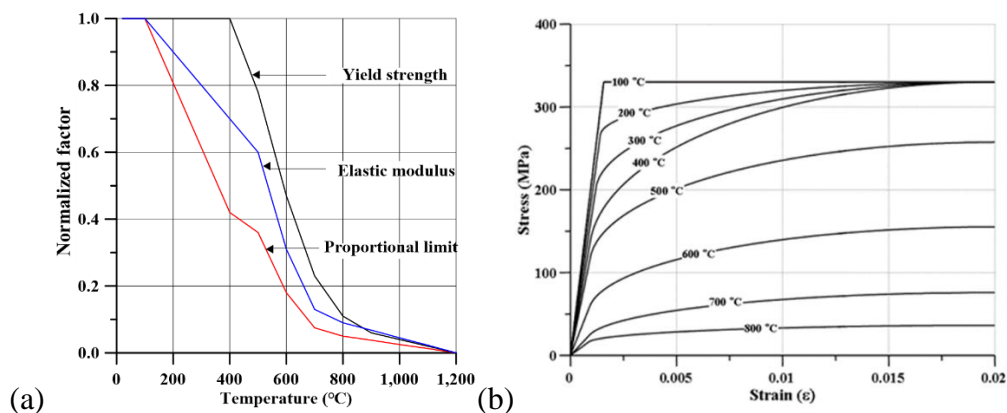 1.0
0.8
0.6
0.4
0.2
0.0
Normalized factor
Yield strength
Elastic modulus
Proportional limit
0 200 400 600 800 1,000 1,200
Temperature (°C)
(a)
400
300
200
100
0
Stress (MPa)
100 °C
200 °C
300 °C
400 °C
500 °C
600 °C
700 °C
800 °C
0 0.005 0.01 0.015 0.02
Strain (ε)
(b)